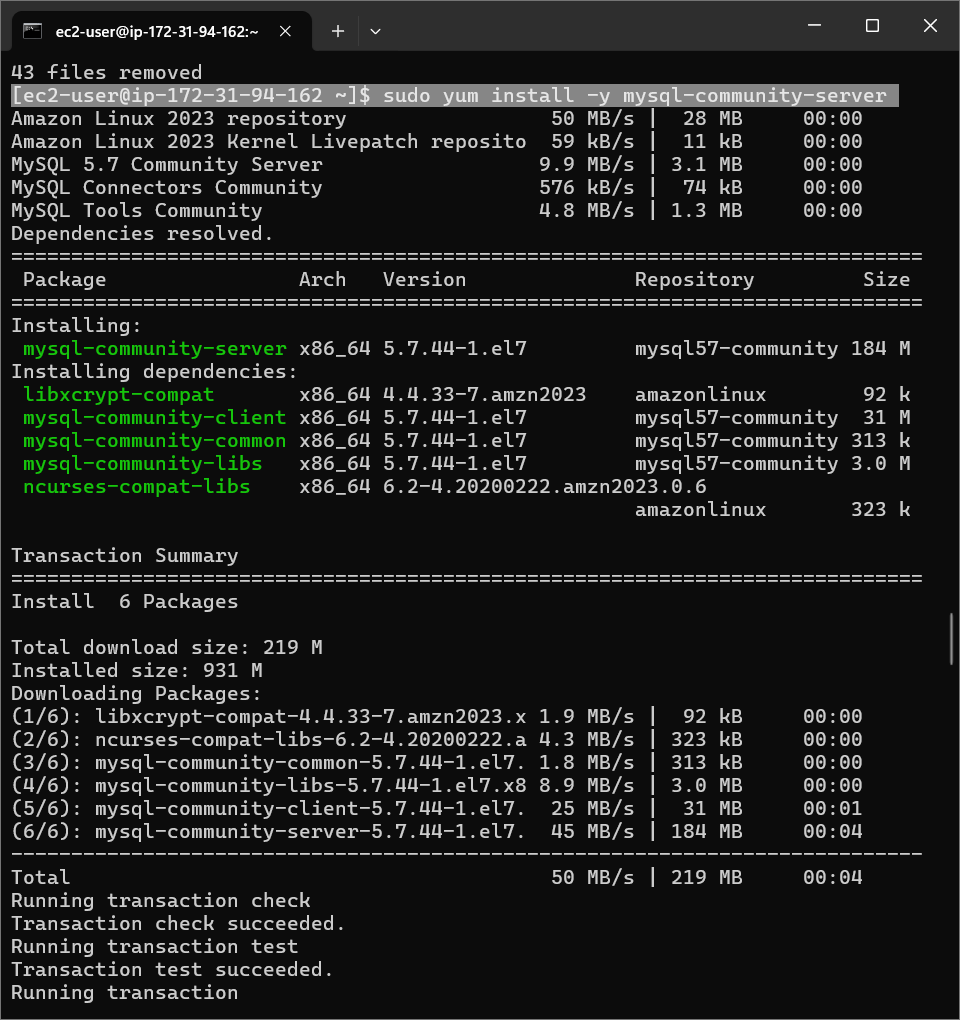 ec2-user@ip-172-31-94-162:~
43 files removed
[ec2-user@ip-172-31-94-162 ~]$ sudo yum install -y mysql-community-server
Amazon Linux 2023 repository                 50 MB/s |  28 MB     00:00
Amazon Linux 2023 Kernel Livepatch reposito  59 kB/s |  11 kB     00:00
MySQL 5.7 Community Server                  9.9 MB/s | 3.1 MB     00:00
MySQL Connectors Community                  576 kB/s |  74 kB     00:00
MySQL Tools Community                       4.8 MB/s | 1.3 MB     00:00
Dependencies resolved.
============================================================================
 Package                Arch   Version              Repository         Size
============================================================================
Installing:
 mysql-community-server x86_64 5.7.44-1.el7         mysql57-community 184 M
Installing dependencies:
 libxcrypt-compat       x86_64 4.4.33-7.amzn2023    amazonlinux        92 k
 mysql-community-client x86_64 5.7.44-1.el7         mysql57-community  31 M
 mysql-community-common x86_64 5.7.44-1.el7         mysql57-community 313 k
 mysql-community-libs   x86_64 5.7.44-1.el7         mysql57-community 3.0 M
 ncurses-compat-libs    x86_64 6.2-4.20200222.amzn2023.0.6
                                                    amazonlinux       323 k
Transaction Summary
============================================================================
Install  6 Packages
Total download size: 219 M
Installed size: 931 M
Downloading Packages:
(1/6): libxcrypt-compat-4.4.33-7.amzn2023.x 1.9 MB/s |  92 kB     00:00
(2/6): ncurses-compat-libs-6.2-4.20200222.a 4.3 MB/s | 323 kB     00:00
(3/6): mysql-community-common-5.7.44-1.el7. 1.8 MB/s | 313 kB     00:00
(4/6): mysql-community-libs-5.7.44-1.el7.x8 8.9 MB/s | 3.0 MB     00:00
(5/6): mysql-community-client-5.7.44-1.el7.  25 MB/s |  31 MB     00:01
(6/6): mysql-community-server-5.7.44-1.el7.  45 MB/s | 184 MB     00:04
----------------------------------------------------------------------------
Total                                        50 MB/s | 219 MB     00:04
Running transaction check
Transaction check succeeded.
Running transaction test
Transaction test succeeded.
Running transaction